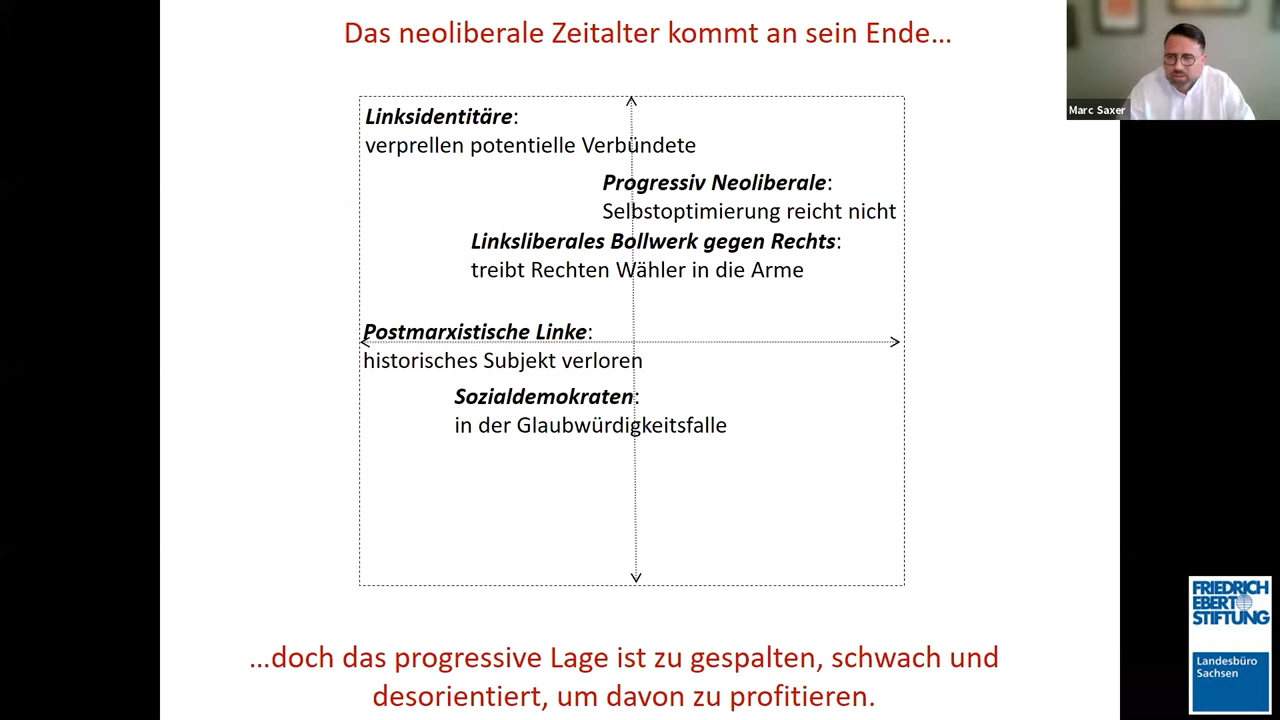 Das neoliberale Zeitalter kommt an sein Ende...
Marc Saxer
Linksidentitäre:
verprellen potentielle Verbündete
Progressiv Neoliberale:
Selbstoptimierung reicht nicht
Linksliberales Bollwerk gegen Rechts:
treibt Rechten Wähler in die Arme
Postmarxistische Linke:
historisches Subjekt verloren
Sozialdemokraten:
in der Glaubwürdigkeitsfalle
...doch das progressive Lage ist zu gespalten, schwach und
desorientiert, um davon zu profitieren.
FRIEDRICH
EBERT
STIFTUNG
Landesbüro
Sachsen